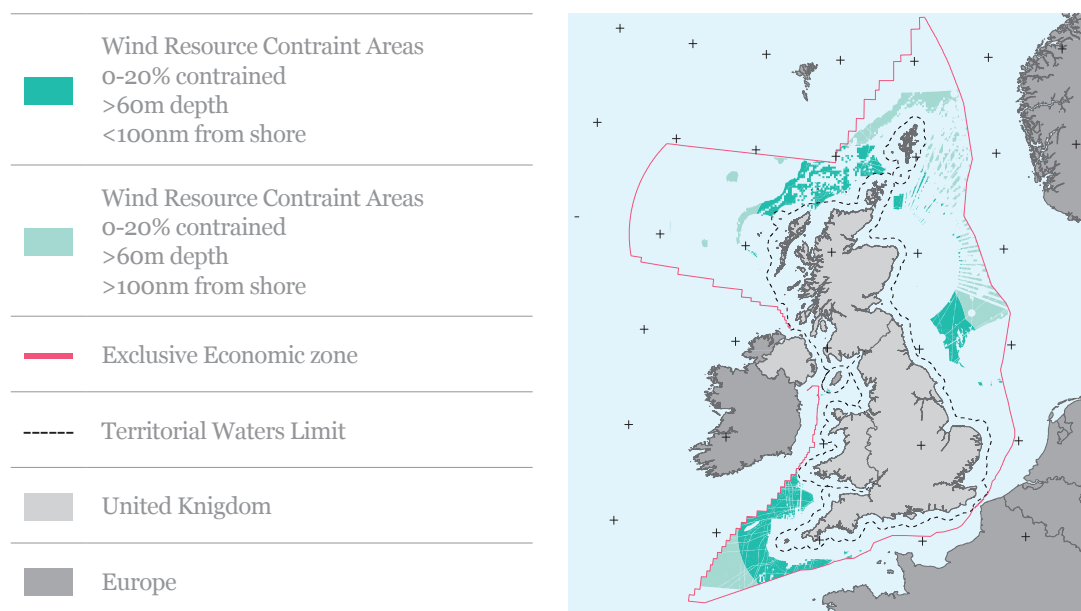 Wind Resource Contraint Areas
0-20% contrained
>60m depth
<100nm from shore
Wind Resource Contraint Areas
0-20% contrained
>60m depth
>100nm from shore
Exclusive Economic zone
Territorial Waters Limit
United Knigdom
Europe